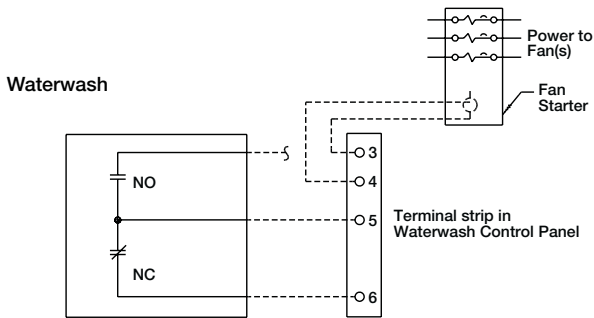 Power to
Fan(s)
Waterwash
Fan
Starter
3
NO
4
5
Terminal strip in
Waterwash Control Panel
NC
6